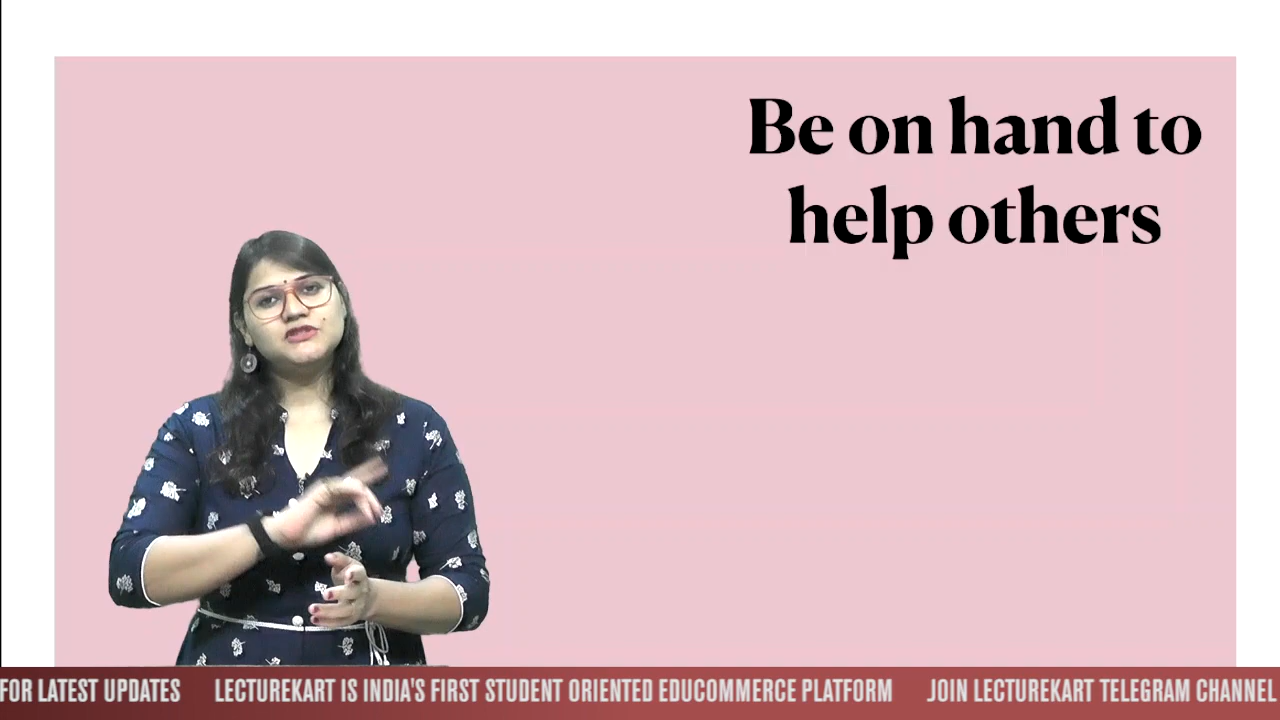 Be on hand to
help others
FOR LATEST UPDATES LECTUREKART IS INDIA'S FIRST STUDENT ORIENTED EDUCOMMERCE PLATFORM JOIN LECTUREKART TELEGRAM CHANNEL